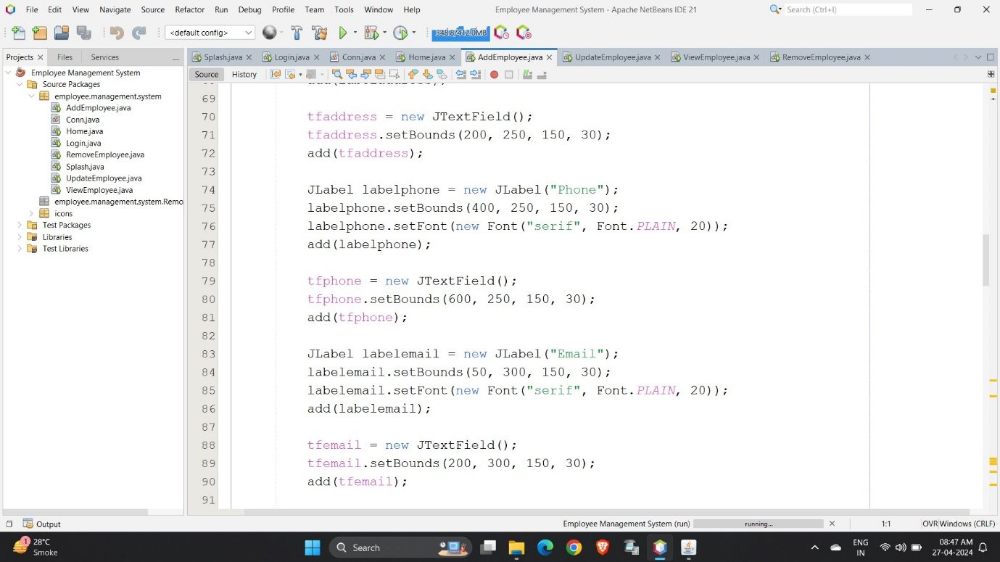 File Edit View Navigate Source Refactor Run Debug Profile Team Tools Window Help Employee Management System - Apache NetBeans IDE 21 Search (Ctrl+I)
<default config> 348.8/412.0MB
Projects Files Services Splash.java Login.java Conn.java Home.java AddEmployee.java UpdateEmployee.java ViewEmployee.java RemoveEmployee.java
Source History
Employee Management System
Source Packages
employee.management.system
AddEmployee.java
Conn.java
Home.java
Login.java
RemoveEmployee.java
Splash.java
UpdateEmployee.java
ViewEmployee.java
employee.management.system.Remo
icons
Test Packages
Libraries
Test Libraries
69
70 tfaddress = new JTextField();
71 tfaddress.setBounds(200, 250, 150, 30);
72 add(tfaddress);
73
74 JLabel labelphone = new JLabel("Phone");
75 labelphone.setBounds(400, 250, 150, 30);
76 labelphone.setFont(new Font("serif", Font.PLAIN, 20));
77 add(labelphone);
78
79 tfphone = new JTextField();
80 tfphone.setBounds(600, 250, 150, 30);
81 add(tfphone);
82
83 JLabel labelemail = new JLabel("Email");
84 labelemail.setBounds(50, 300, 150, 30);
85 labelemail.setFont(new Font("serif", Font.PLAIN, 20));
86 add(labelemail);
87
88 tfemail = new JTextField();
89 tfemail.setBounds(200, 300, 150, 30);
90 add(tfemail);
91
Output Employee Management System (run) running... 1:1 OVR Windows (CRLF)
1 28°C
Smoke
Search
ENG
IN
08:47 AM
27-04-2024